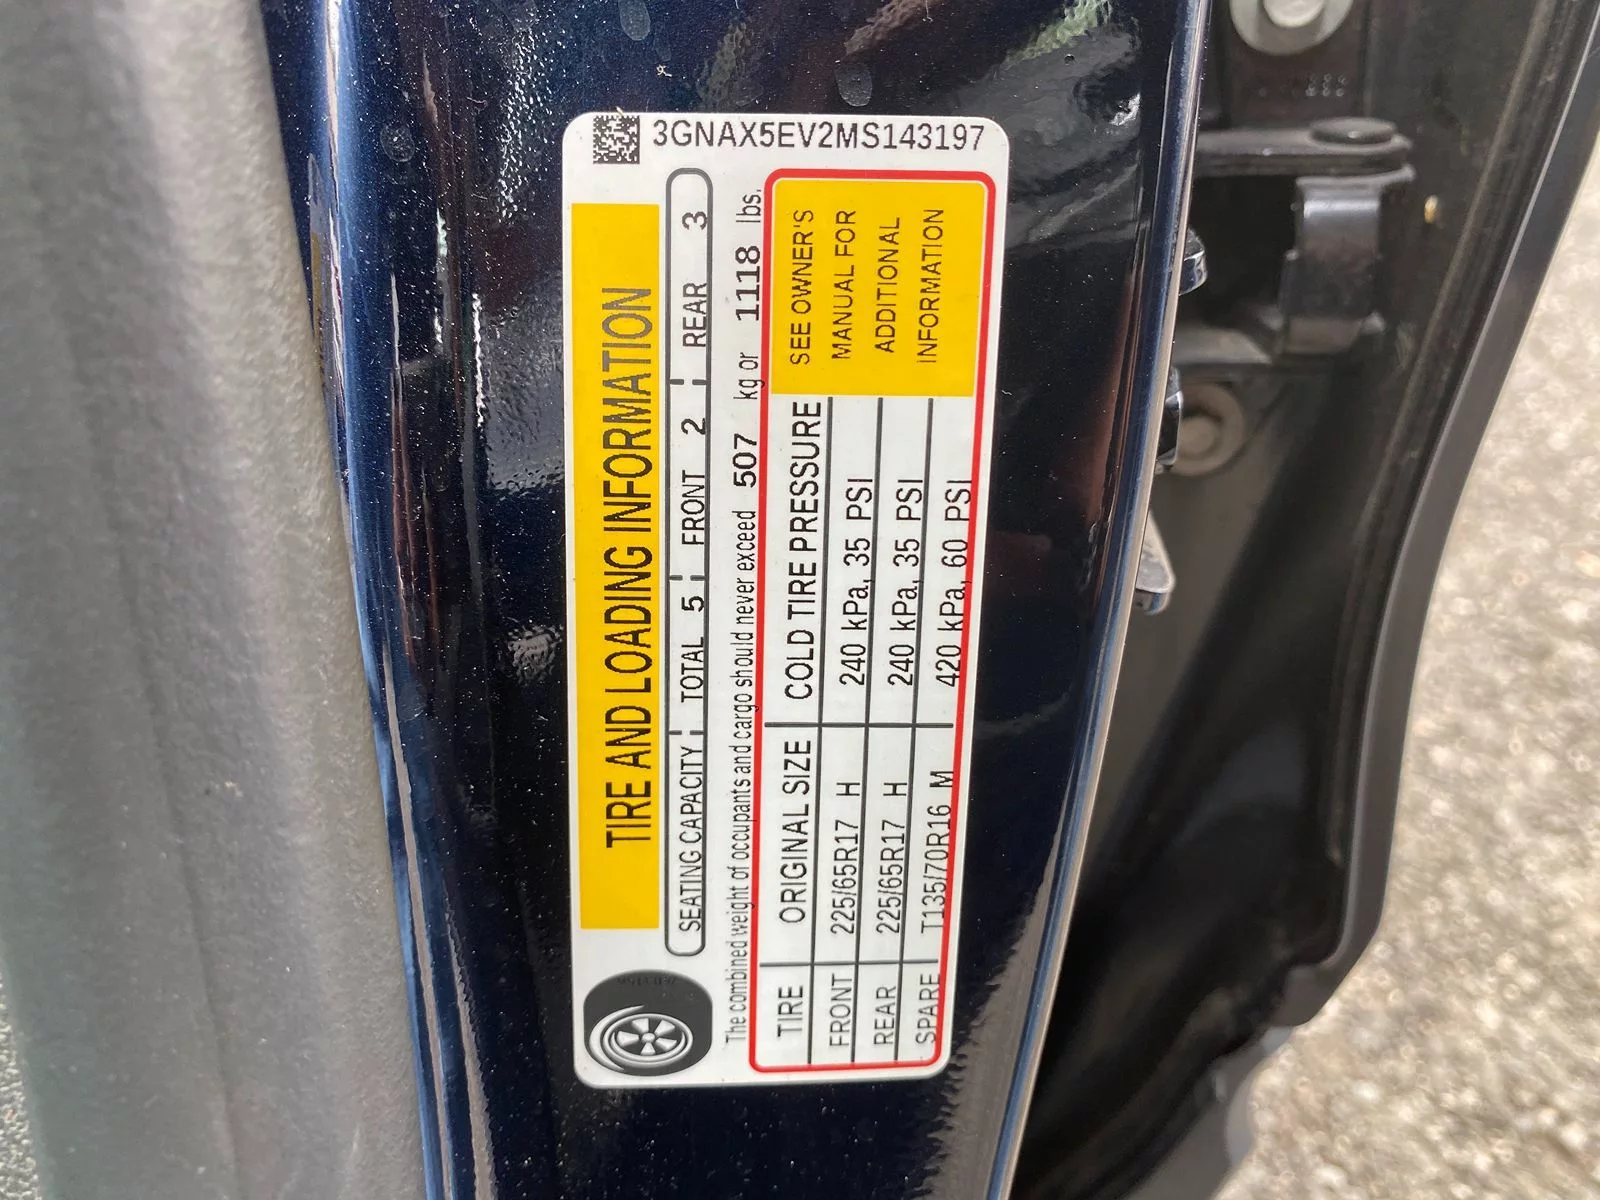 3GNAX5EV2MS143197
TIRE AND LOADING INFORMATION
SEATING CAPACITY TOTAL 5 FRONT 2 REAR 3
The combined weight of occupants and cargo should never exceed 507 kg or 1118 lbs.
TIRE ORIGINAL SIZE COLD TIRE PRESSURE
FRONT 225/65R17 H 240 kPa, 35 PSI
REAR 225/65R17 H 240 kPa, 35 PSI
SPARE T135/70R16 M 420 kPa, 60 PSI
SEE OWNER'S
MANUAL FOR
ADDITIONAL
INFORMATION